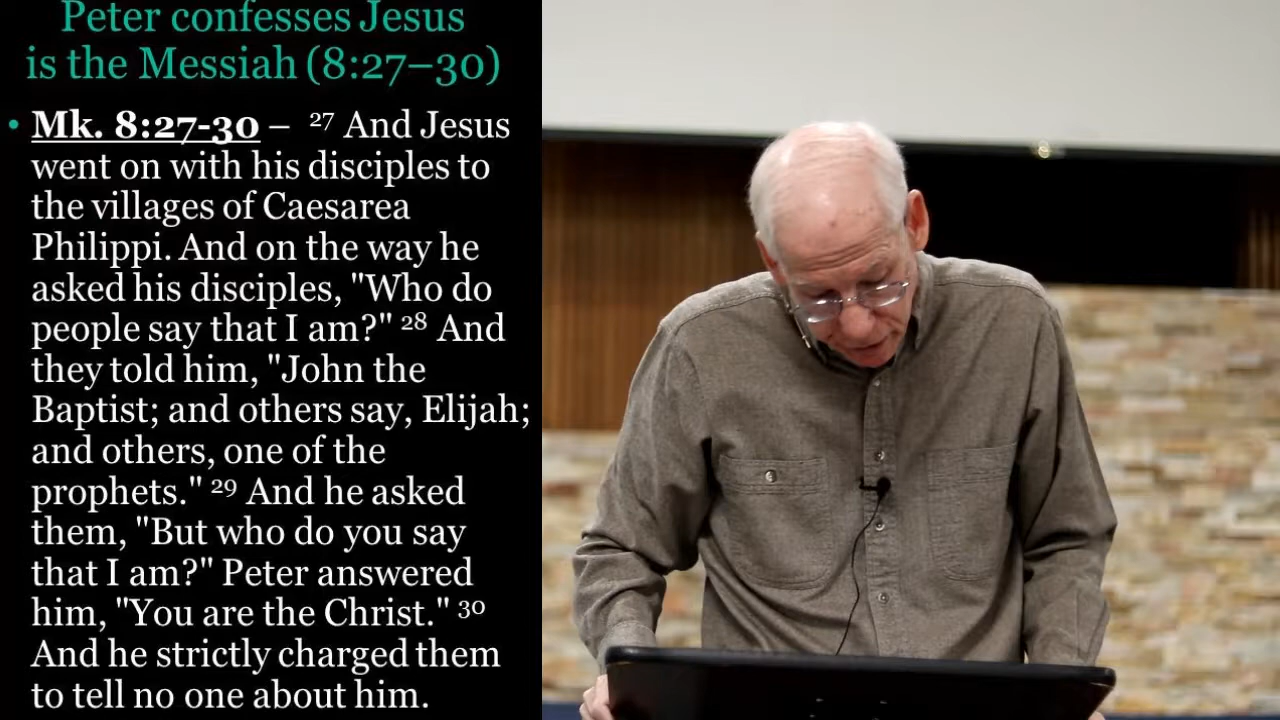 Peter confesses Jesus
is the Messiah (8:27–30)
• Mk. 8:27-30 – 27 And Jesus
went on with his disciples to
the villages of Caesarea
Philippi. And on the way he
asked his disciples, "Who do
people say that I am?" 28 And
they told him, "John the
Baptist; and others say, Elijah;
and others, one of the
prophets." 29 And he asked
them, "But who do you say
that I am?" Peter answered
him, "You are the Christ." 30
And he strictly charged them
to tell no one about him.